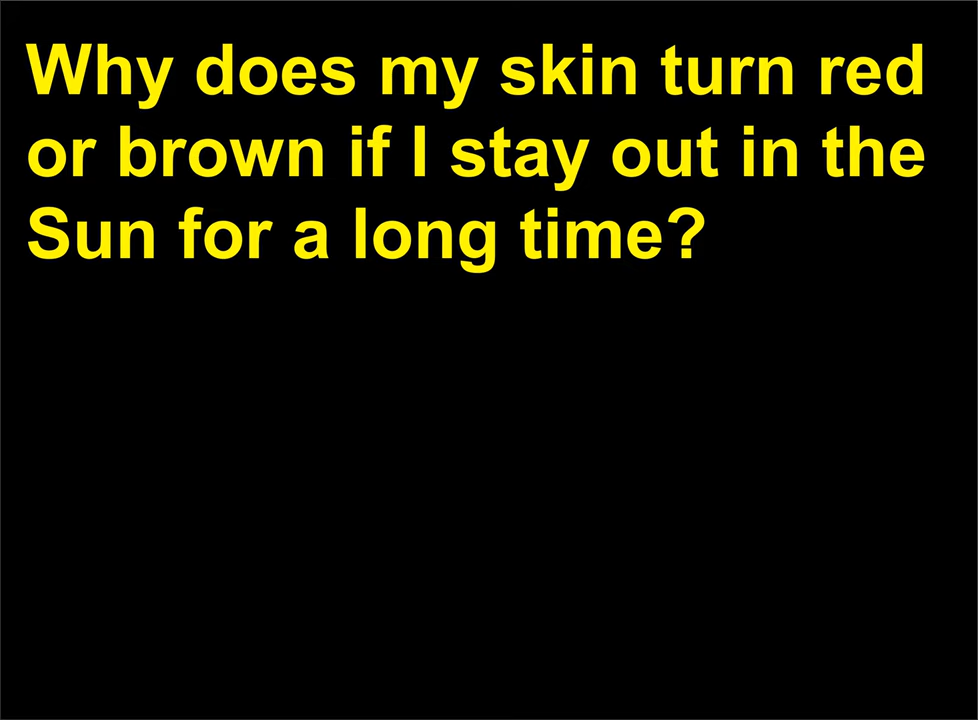 Why does my skin turn red
or brown if I stay out in the
Sun for a long time?